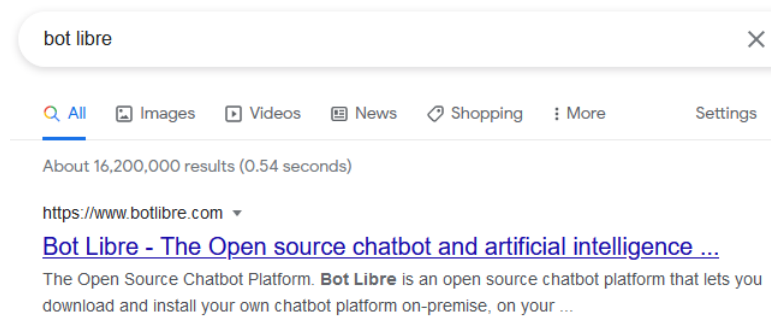 bot libre
All Images Videos News Shopping More Settings
About 16,200,000 results (0.54 seconds)
https://www.botlibre.com
Bot Libre - The Open source chatbot and artificial intelligence ...
The Open Source Chatbot Platform. Bot Libre is an open source chatbot platform that lets you
download and install your own chatbot platform on-premise, on your ...